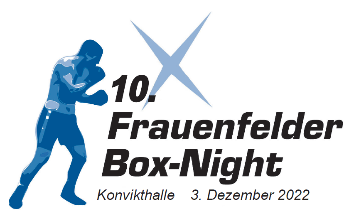 10.
Frauenfelder
Box-Night
Konvikthalle 3. Dezember 2022